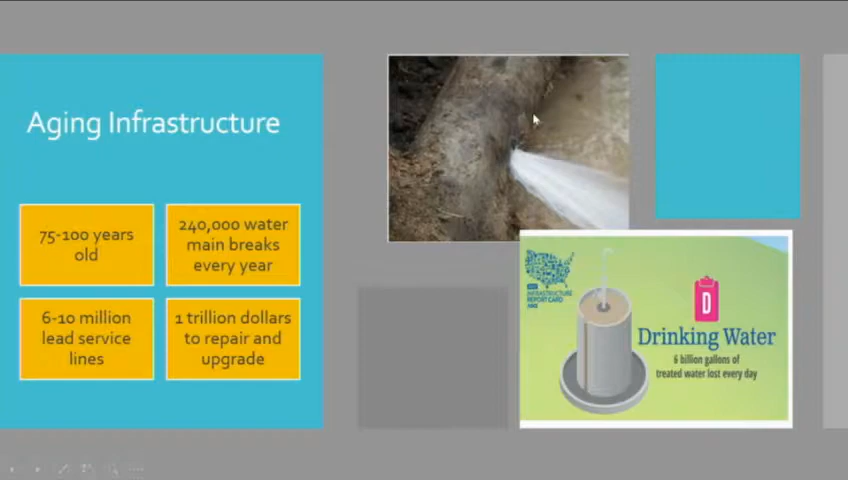 Aging Infrastructure
75-100 years
old
240,000 water
main breaks
every year
6-10 million
lead service
lines
1 trillion dollars
to repair and
upgrade
INFRASTRUCTURE
REPORT CARD
D
Drinking Water
6 billion gallons of
treated water lost every day